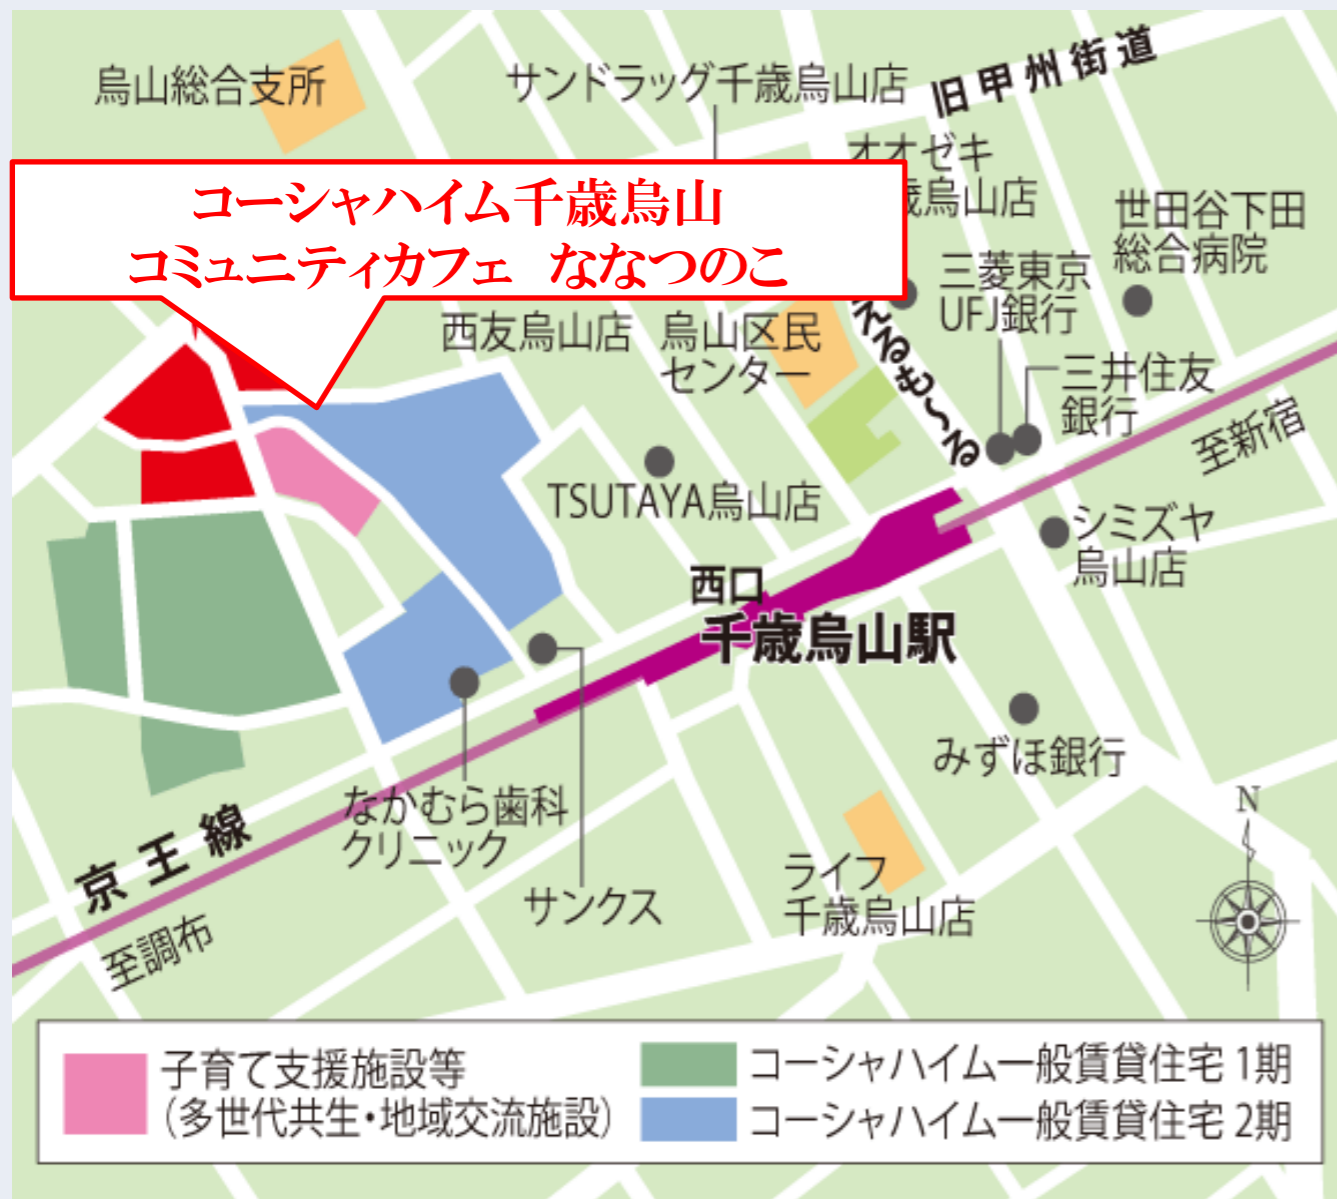 烏山総合支所
サンドラッグ千歳烏山店
旧甲州街道
オオゼキ
歳烏山店
世田谷下田
総合病院
コーシャハイム千歳烏山
コミュニティカフェ ななつのこ
三菱東京
UFJ銀行
えるも〜る
西友烏山店
烏山区民
センター
三井住友
銀行
至新宿
TSUTAYA烏山店
シミズヤ
烏山店
西口
千歳烏山駅
みずほ銀行
なかむら歯科
クリニック
サンクス
ライフ
千歳烏山店
京王線
至調布
N
子育て支援施設等
(多世代共生・地域交流施設)
コーシャハイム一般賃貸住宅 1期
コーシャハイム一般賃貸住宅 2期